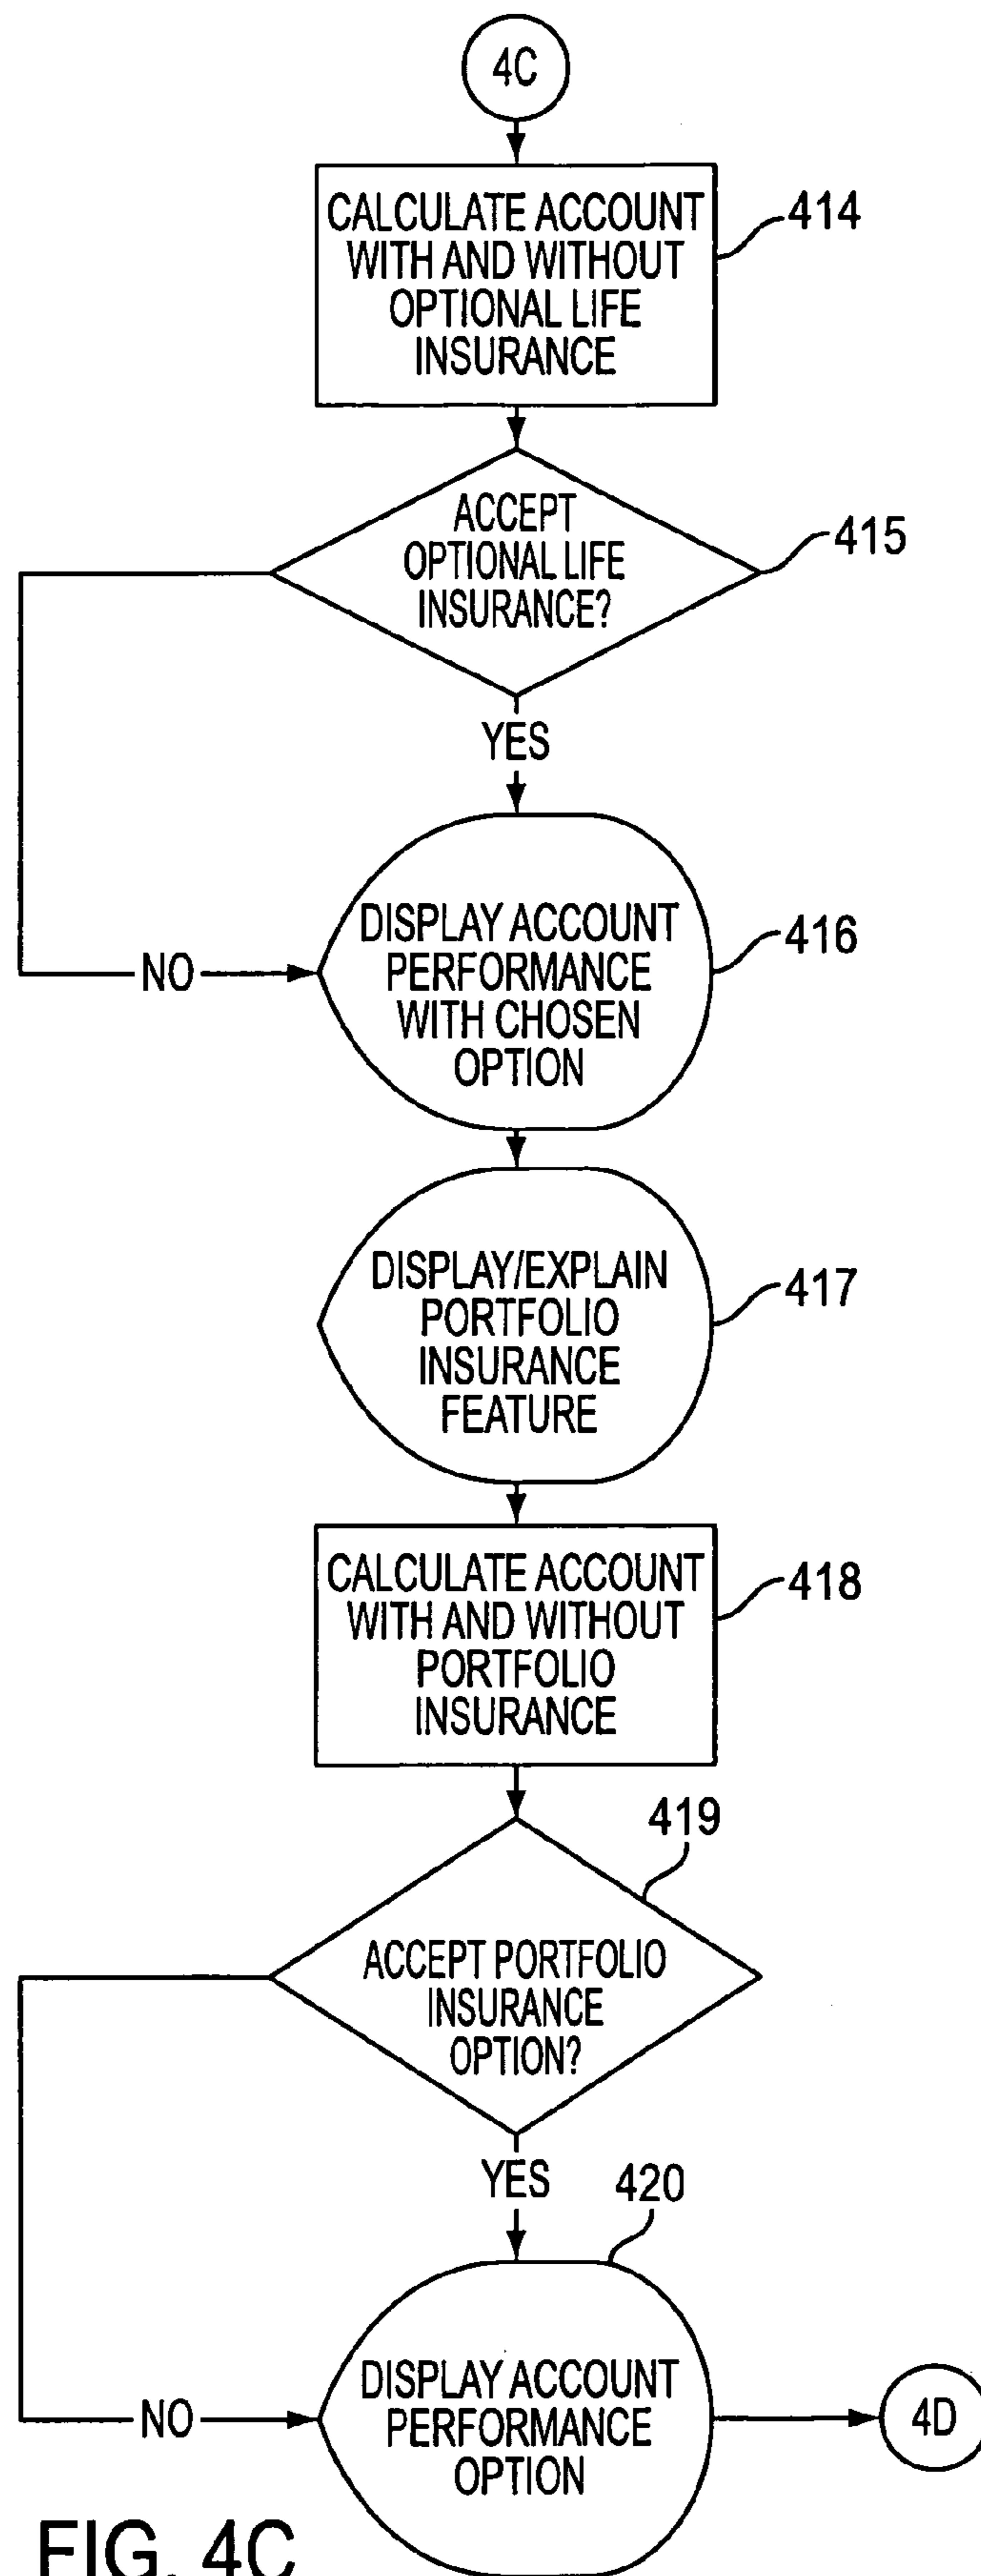 4C
CALCULATE ACCOUNT
WITH AND WITHOUT
OPTIONAL LIFE
INSURANCE
414
ACCEPT
OPTIONAL LIFE
INSURANCE?
415
YES
NO
DISPLAY ACCOUNT
PERFORMANCE
WITH CHOSEN
OPTION
416
DISPLAY/EXPLAIN
PORTFOLIO
INSURANCE
FEATURE
417
CALCULATE ACCOUNT
WITH AND WITHOUT
PORTFOLIO
INSURANCE
418
419
ACCEPT PORTFOLIO
INSURANCE
OPTION?
YES
420
NO
DISPLAY ACCOUNT
PERFORMANCE
OPTION
4D
FIG. 4C